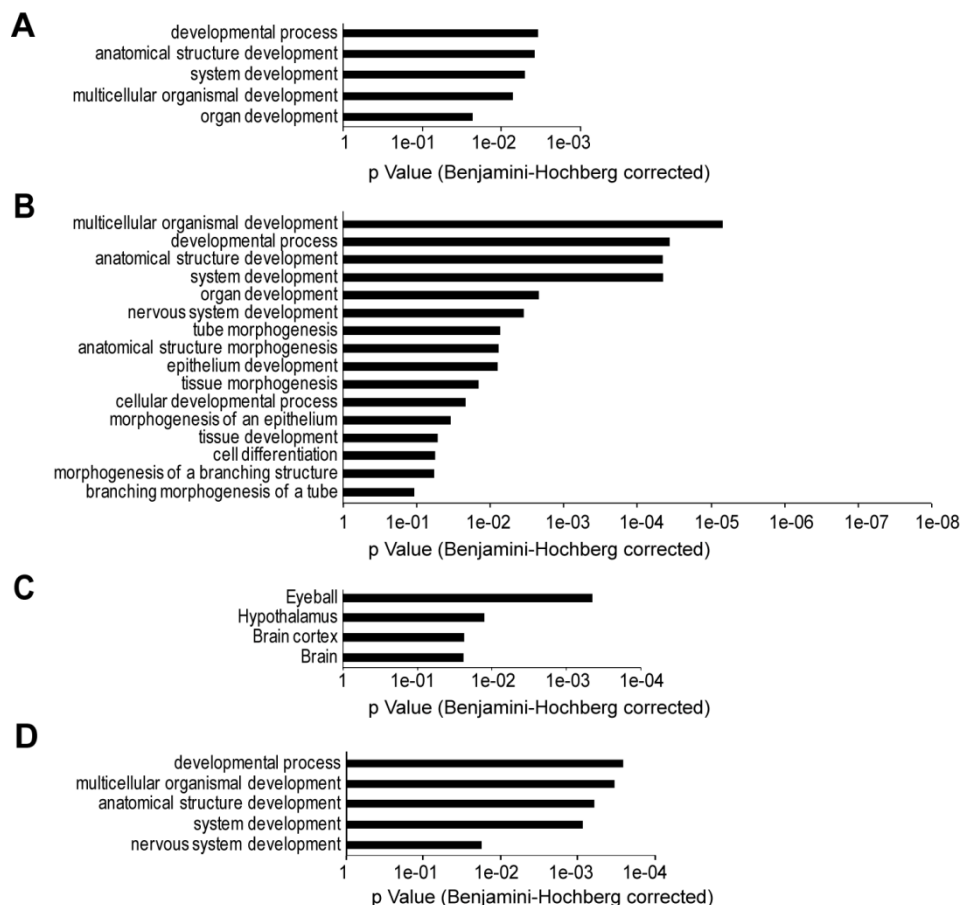 A
developmental process
anatomical structure development
system development
multicellular organismal development
organ development
1 1e-01 1e-02 1e-03
p Value (Benjamini-Hochberg corrected)
B
multicellular organismal development
developmental process
anatomical structure development
system development
organ development
nervous system development
tube morphogenesis
anatomical structure morphogenesis
epithelium development
tissue morphogenesis
cellular developmental process
morphogenesis of an epithelium
tissue development
cell differentiation
morphogenesis of a branching structure
branching morphogenesis of a tube
1 1e-01 1e-02 1e-03 1e-04 1e-05 1e-06 1e-07 1e-08
p Value (Benjamini-Hochberg corrected)
C
Eyeball
Hypothalamus
Brain cortex
Brain
1 1e-01 1e-02 1e-03 1e-04
p Value (Benjamini-Hochberg corrected)
D
developmental process
multicellular organismal development
anatomical structure development
system development
nervous system development
1 1e-01 1e-02 1e-03 1e-04
p Value (Benjamini-Hochberg corrected)